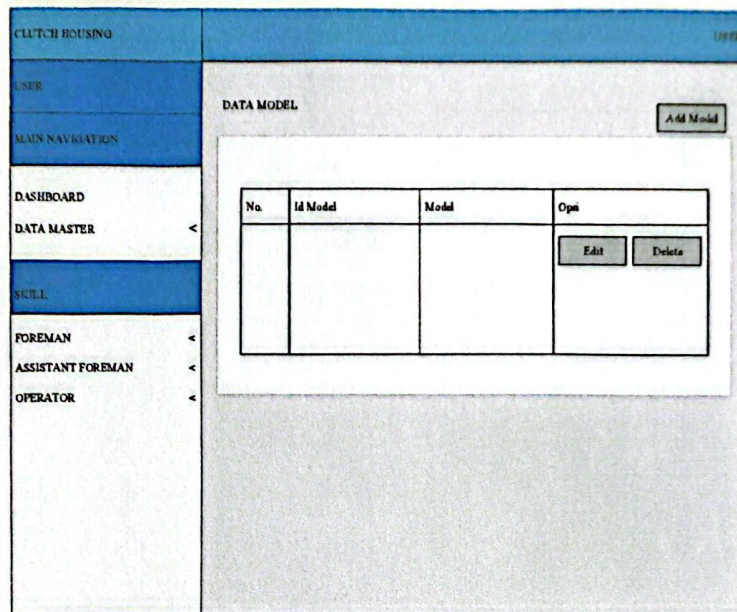 CLUTCH HOUSING
USER
USER
MAIN NAVIGATION
DASHBOARD
DATA MASTER <
SKILL
FOREMAN <
ASSISTANT FOREMAN <
OPERATOR <
DATA MODEL
Add Model
No. Id Model Model Opsi
Edit Delete